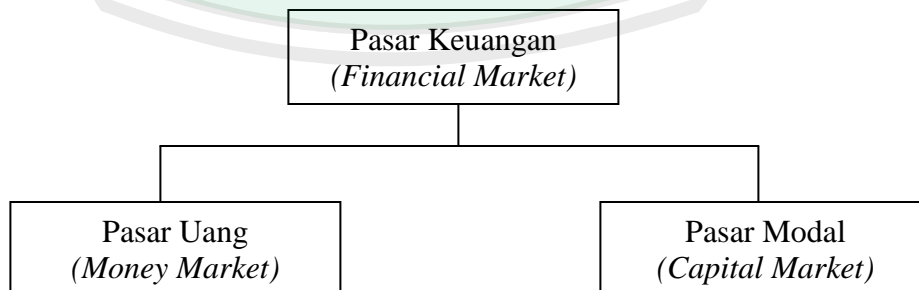 Pasar Keuangan
(Financial Market)
Pasar Uang
(Money Market)
Pasar Modal
(Capital Market)